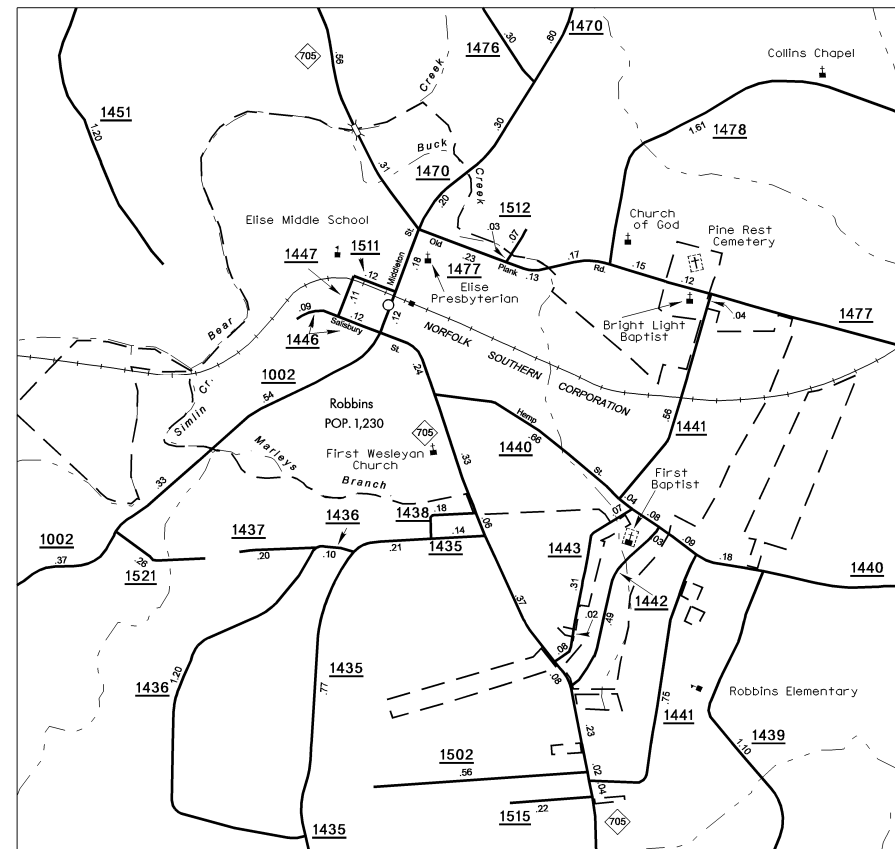 1470
.56
705
.30
1476
.60
Collins Chapel
1451
1.20
Creek
.30
1.61
1478
Buck
1470
Creek
.31
.20
1512
Elise Middle School
St.
.03
.07
Church
of God
Pine Rest
Cemetery
1447
1511
Middleton
Old
.23
1477
Plank
.13
.17
Rd.
.15
.12
.18
.12
Elise
Presbyterian
.11
.09
.12
Salisbury
.12
1446
St.
.04
Bright Light
Baptist
1477
Bear
NORFOLK SOUTHERN CORPORATION
1002
.24
.54
Simlin Cr.
Robbins
POP. 1,230
705
Hemp
.66
1440
St.
.56
1441
Marleys
Branch
First Wesleyan
Church
.33
.33
First
Baptist
.04
1436
1438
.18
.06
.07
.08
1002
1437
.14
.03
.09
.37
.26
.20
.10
.21
1435
1443
.18
1521
1440
.31
1442
.37
.02
.49
1435
1436
1.20
.77
.08
.08
Robbins Elementary
.75
1441
1439
.23
1.10
1502
.56
.02
.04
1515
.22
705
1435